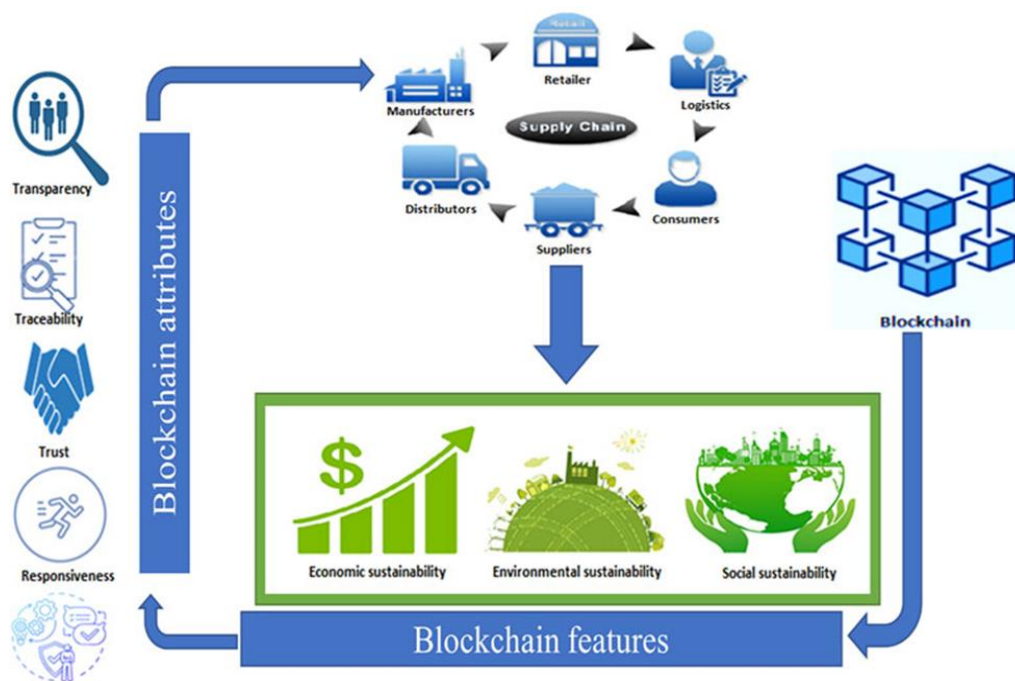 Retail
Retailer
Manufacturers
Logistics
Supply Chain
Transparency
Distributors
Consumers
Suppliers
Blockchain
Traceability
Blockchain attributes
Trust
Responsiveness
Economic sustainability
Environmental sustainability
Social sustainability
Blockchain features
$